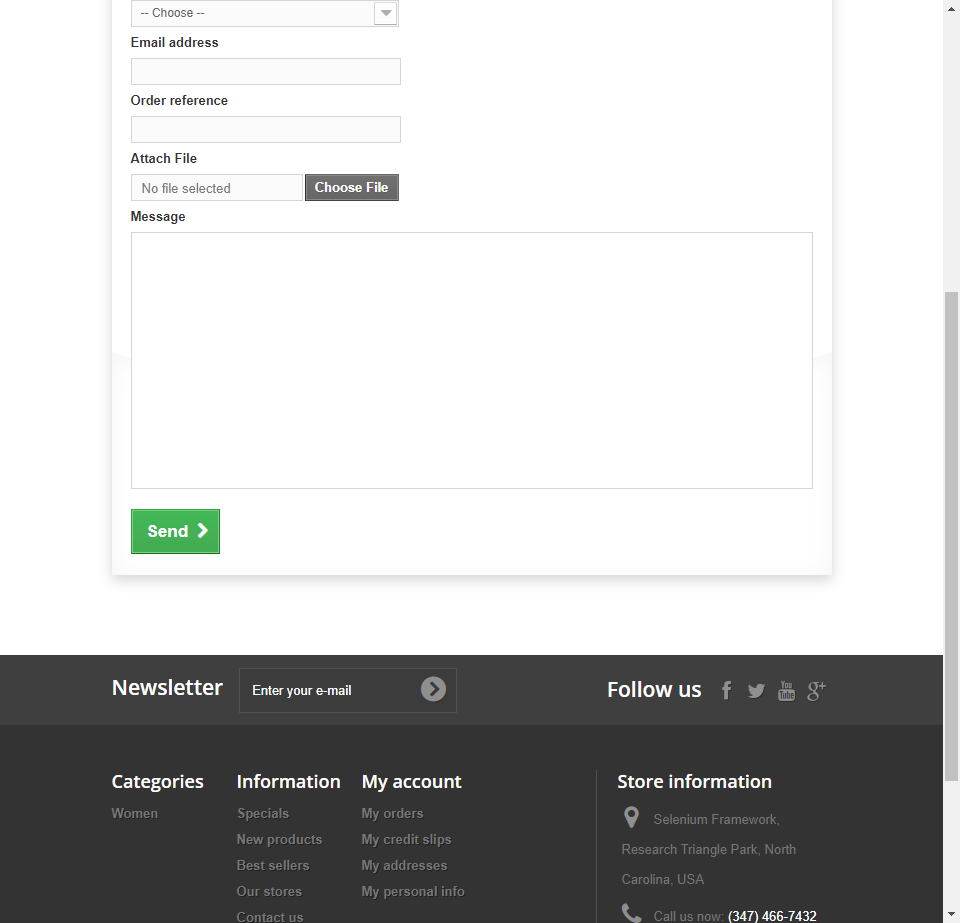 -- Choose --
Email address
Order reference
Attach File
No file selected
Choose File
Message
Send
Newsletter
Enter your e-mail
Follow us
You
Tube
g+
Categories
Women
Information
Specials
New products
Best sellers
Our stores
Contact us
My account
My orders
My credit slips
My addresses
My personal info
Store information
Selenium Framework,
Research Triangle Park, North
Carolina, USA
Call us now: (347) 466-7432